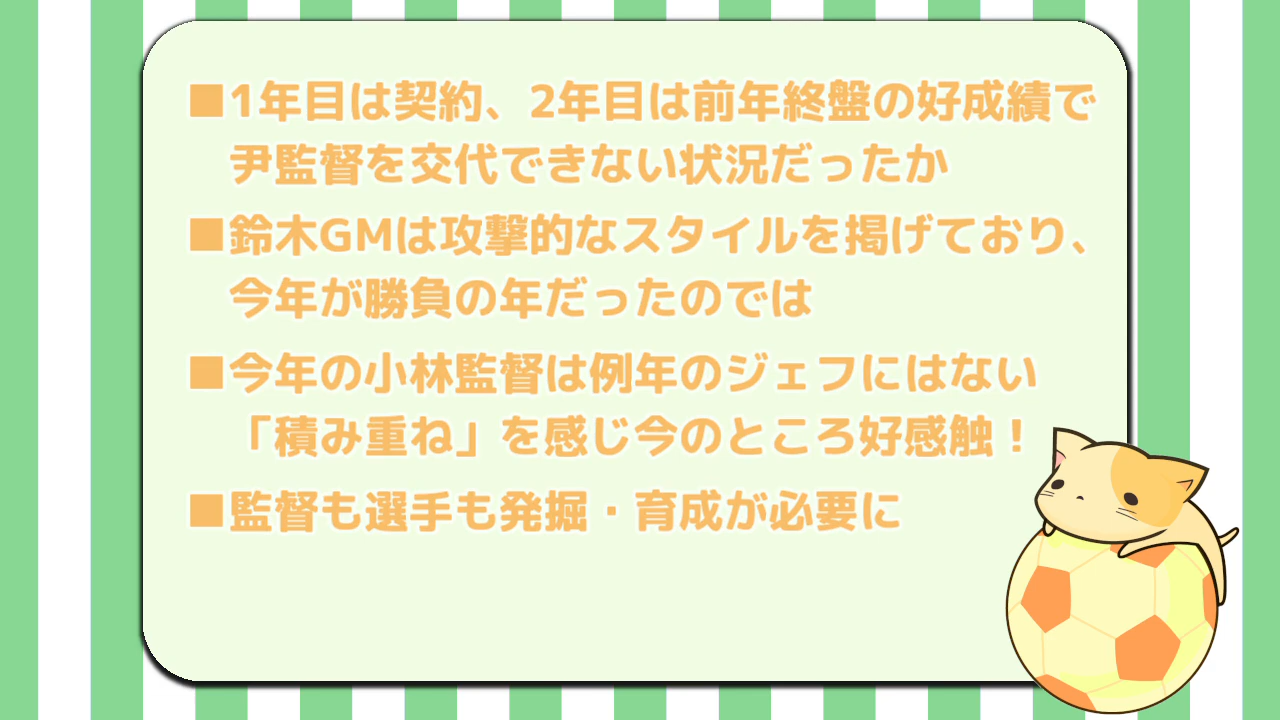 ■1年目は契約、2年目は前年終盤の好成績で
尹監督を交代できない状況だったか
■鈴木GMは攻撃的なスタイルを掲げており、
今年が勝負の年だったのでは
■今年の小林監督は例年のジェフにはない
「積み重ね」を感じ今のところ好感触！
■監督も選手も発掘・育成が必要に